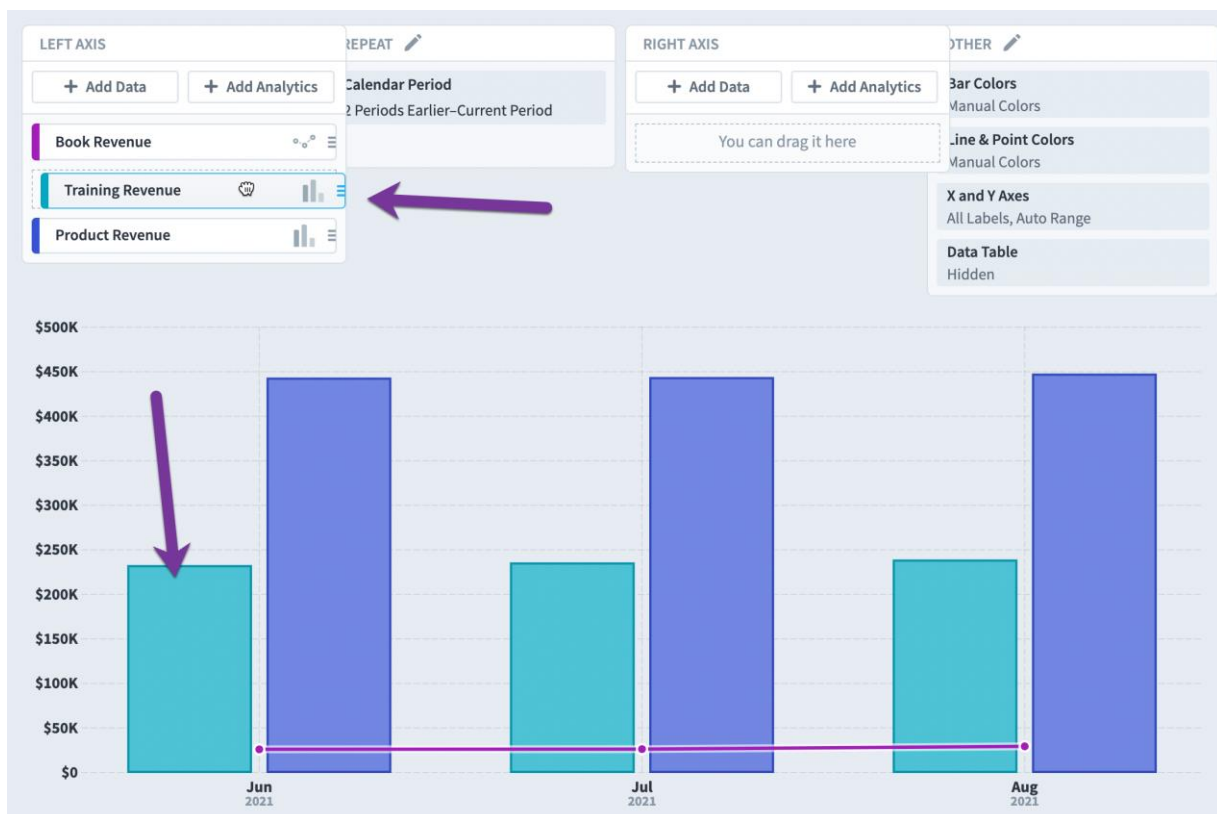 LEFT AXIS
+ Add Data
+ Add Analytics
Book Revenue
Training Revenue
Product Revenue
REPEAT
Calendar Period
2 Periods Earlier–Current Period
RIGHT AXIS
+ Add Data
+ Add Analytics
You can drag it here
OTHER
Bar Colors
Manual Colors
Line & Point Colors
Manual Colors
X and Y Axes
All Labels, Auto Range
Data Table
Hidden
$500K
$450K
$400K
$350K
$300K
$250K
$200K
$150K
$100K
$50K
$0
Jun
2021
Jul
2021
Aug
2021